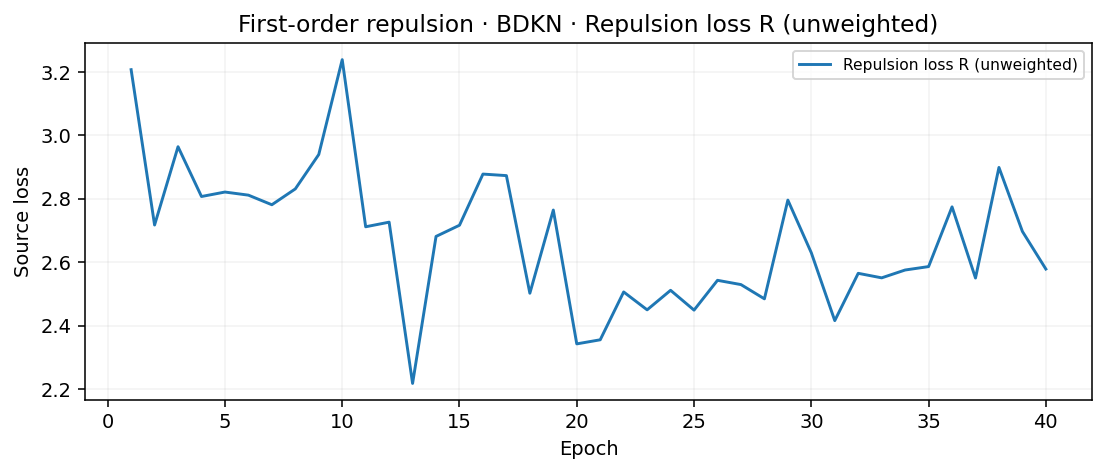 First-order repulsion · BDKN · Repulsion loss R (unweighted)
Repulsion loss R (unweighted)
Source loss
3.2
3.0
2.8
2.6
2.4
2.2
0 5 10 15 20 25 30 35 40
Epoch